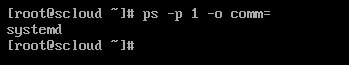 [root@scloud ~]# ps -p 1 -o comm=
systemd
[root@scloud ~]#